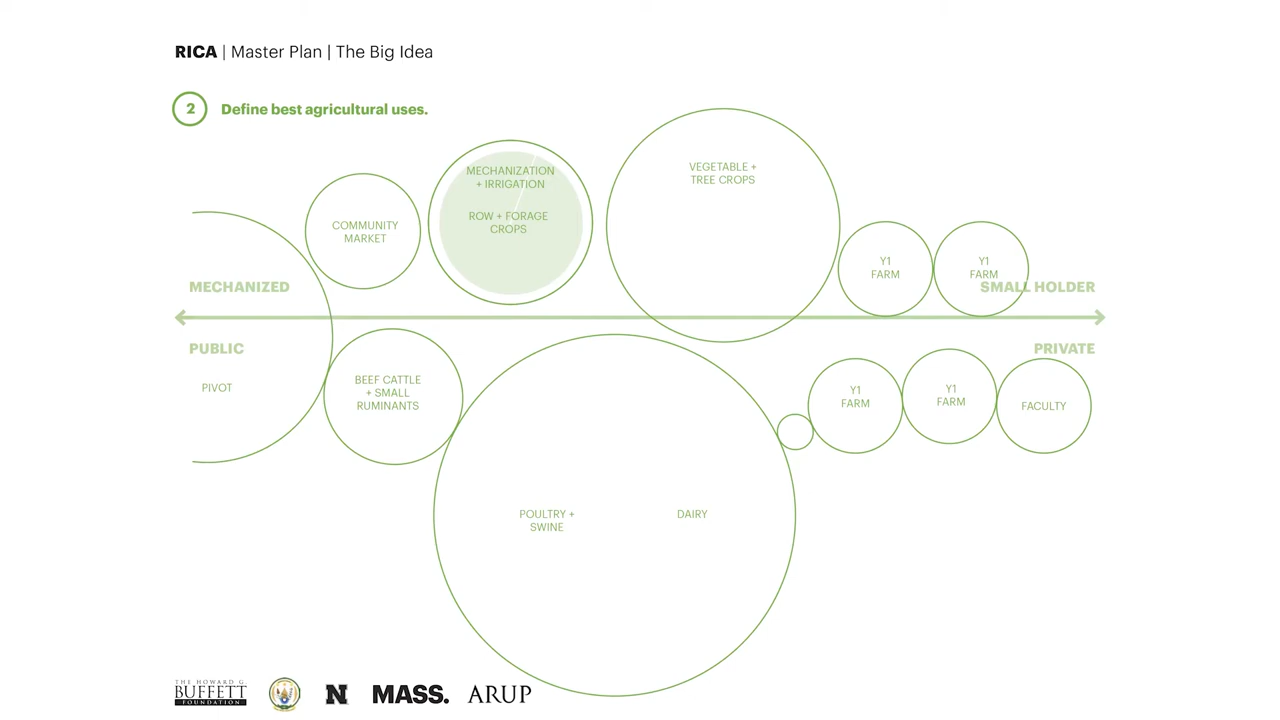 RICA | Master Plan | The Big Idea
2 Define best agricultural uses.
COMMUNITY
MARKET
MECHANIZATION
+ IRRIGATION
ROW + FORAGE
CROPS
VEGETABLE +
TREE CROPS
Y1
FARM
Y1
FARM
MECHANIZED
SMALL HOLDER
PUBLIC
PRIVATE
PIVOT
BEEF CATTLE
+ SMALL
RUMINANTS
Y1
FARM
Y1
FARM
FACULTY
POULTRY +
SWINE
DAIRY
THE HOWARD G.
BUFFETT
FOUNDATION
N
MASS.
ARUP